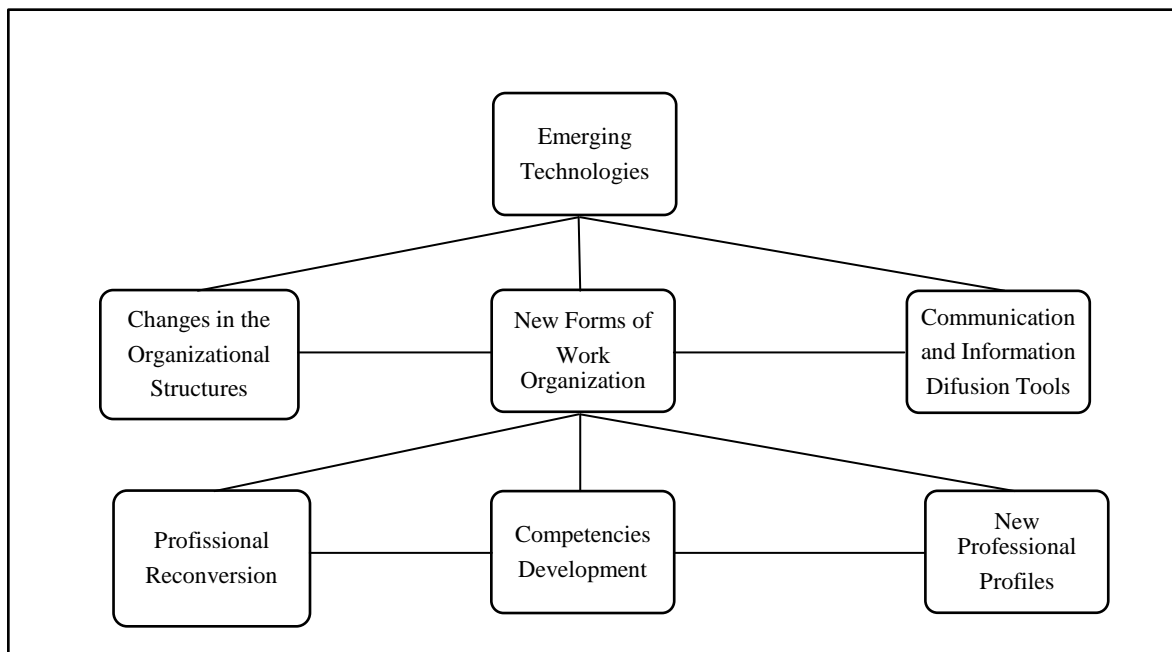 Emerging
Technologies
Changes in the
Organizational
Structures
New Forms of
Work
Organization
Communication
and Information
Difusion Tools
Profissional
Reconversion
Competencies
Development
New
Professional
Profiles